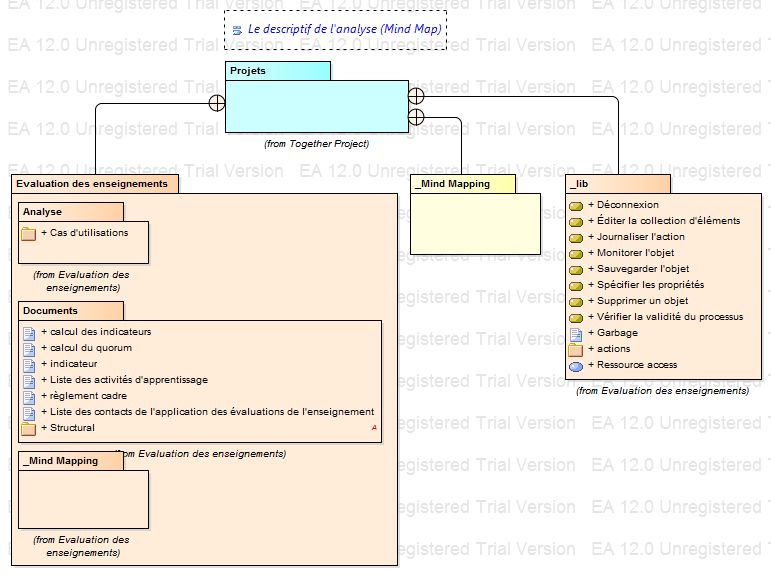 Le descriptif de l'analyse (Mind Map)
Projets
(from Together Project)
Evaluation des enseignements
Analyse
+ Cas d'utilisations
(from Evaluation des
enseignements)
Documents
+ calcul des indicateurs
+ calcul du quorum
+ indicateur
+ Liste des activités d'apprentissage
+ règlement cadre
+ Liste des contacts de l'application des évaluations de l'enseignement
+ Structural
A
(from Evaluation des enseignements)
_Mind Mapping
(from Evaluation des
enseignements)
_Mind Mapping
_lib
+ Déconnexion
+ Éditer la collection d'éléments
+ Journaliser l'action
+ Monitorer l'objet
+ Sauvegarder l'objet
+ Spécifier les propriétés
+ Supprimer un objet
+ Vérifier la validité du processus
+ Garbage
+ actions
+ Ressource access
(from Evaluation des enseignements)
EA 12.0 Unregistered Trial Version